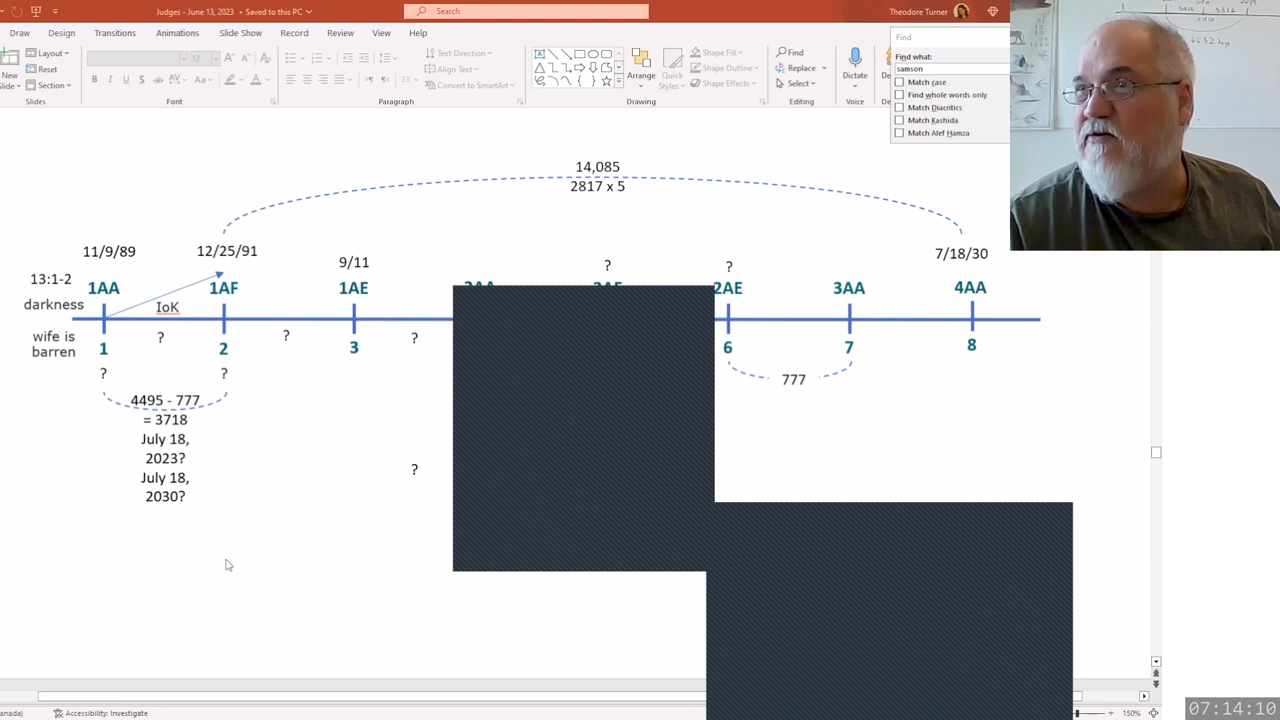 Judges - June 13, 2023 • Saved to this PC
Search
Theodore Turner
Draw Design Transitions Animations Slide Show Record Review View Help
New
Slide
Layout
Reset
Section
Slides
B I U S
Font
Text Direction
Align Text
Convert to SmartArt
Paragraph
Arrange
Quick
Styles
Shape Fill
Shape Outline
Shape Effects
Drawing
Find
Replace
Select
Editing
Dictate
Voice
Find
Find what:
samson
Match case
Find whole words only
Match Diacritics
Match Kashida
Match Alef Hamza
14,085
2817 x 5
11/9/89
12/25/91
9/11
?
?
7/18/30
13:1-2
darkness
1AA
1AF
1AE
2AE
3AA
4AA
IoK
wife is
barren
1
?
2
?
3
?
6
7
8
?
?
777
4495 - 777
= 3718
July 18,
2023?
July 18,
2030?
?
Accessibility: Investigate
150%
07:14:10